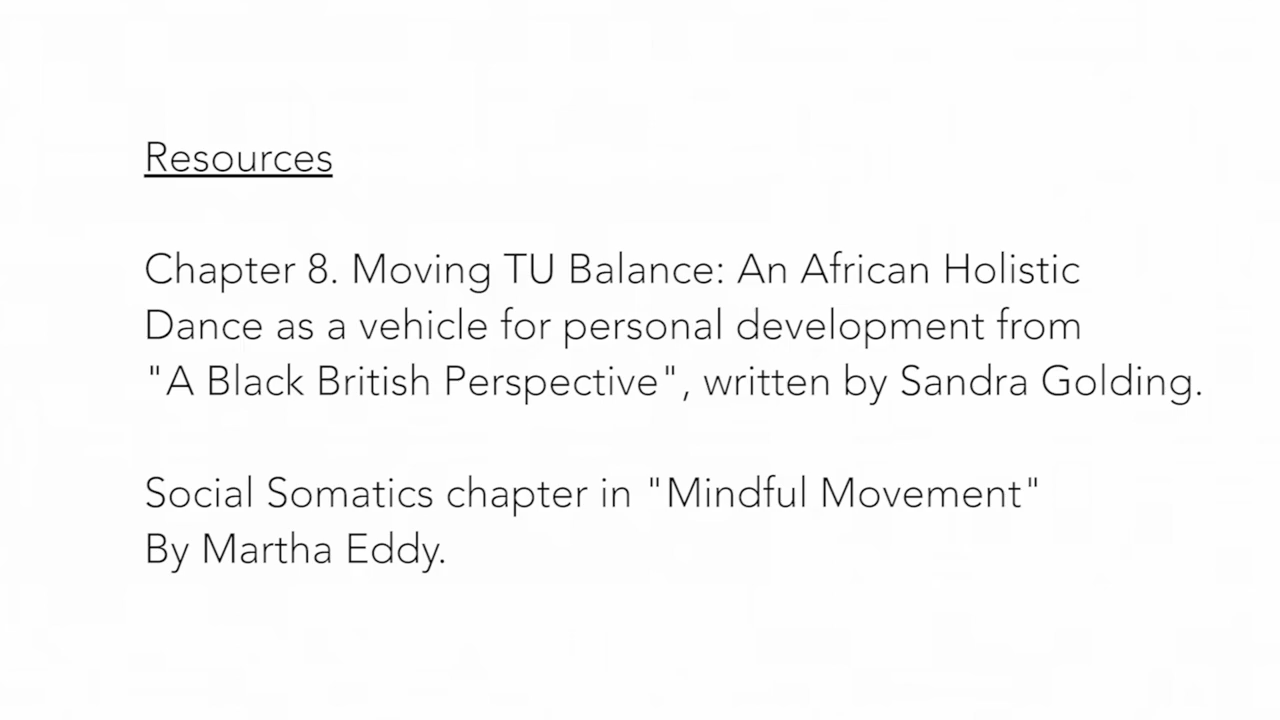 Resources
Chapter 8. Moving TU Balance: An African Holistic
Dance as a vehicle for personal development from
"A Black British Perspective", written by Sandra Golding.
Social Somatics chapter in "Mindful Movement"
By Martha Eddy.